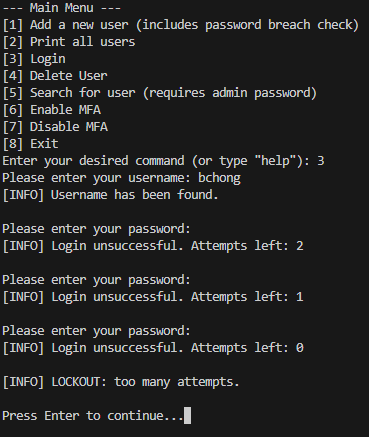 --- Main Menu ---
[1] Add a new user (includes password breach check)
[2] Print all users
[3] Login
[4] Delete User
[5] Search for user (requires admin password)
[6] Enable MFA
[7] Disable MFA
[8] Exit
Enter your desired command (or type "help"): 3
Please enter your username: bchong
[INFO] Username has been found.
Please enter your password:
[INFO] Login unsuccessful. Attempts left: 2
Please enter your password:
[INFO] Login unsuccessful. Attempts left: 1
Please enter your password:
[INFO] Login unsuccessful. Attempts left: 0
[INFO] LOCKOUT: too many attempts.
Press Enter to continue...